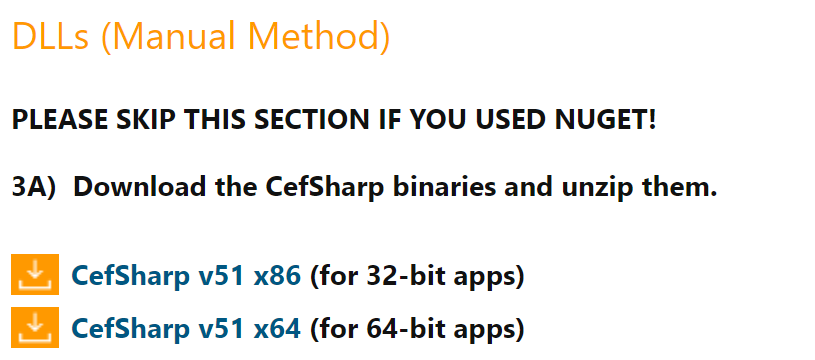 DLLs (Manual Method)
PLEASE SKIP THIS SECTION IF YOU USED NUGET!
3A)  Download the CefSharp binaries and unzip them.
CefSharp v51 x86 (for 32-bit apps)
CefSharp v51 x64 (for 64-bit apps)